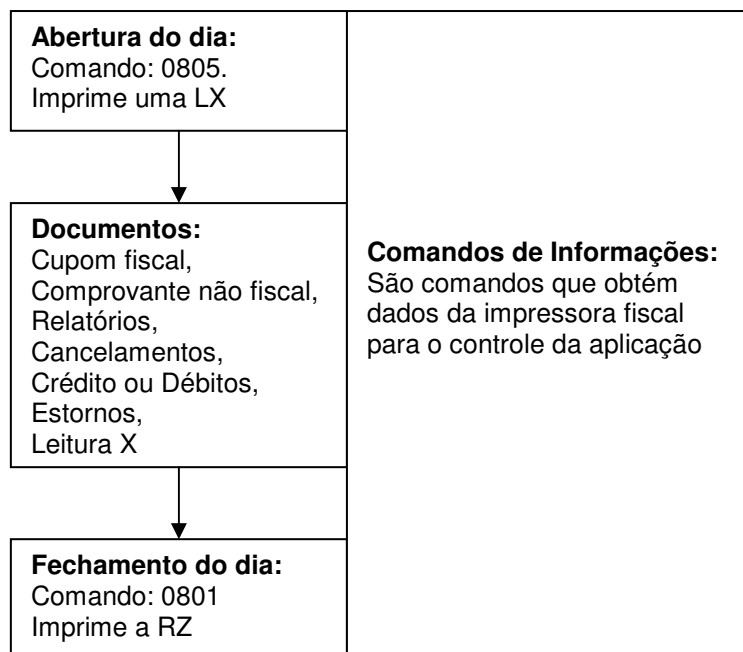 Abertura do dia:
Comando: 0805.
Imprime uma LX
Documentos:
Cupom fiscal,
Comprovante não fiscal,
Relatórios,
Cancelamentos,
Crédito ou Débitos,
Estornos,
Leitura X
Comandos de Informações:
São comandos que obtém
dados da impressora fiscal
para o controle da aplicação
Fechamento do dia:
Comando: 0801
Imprime a RZ